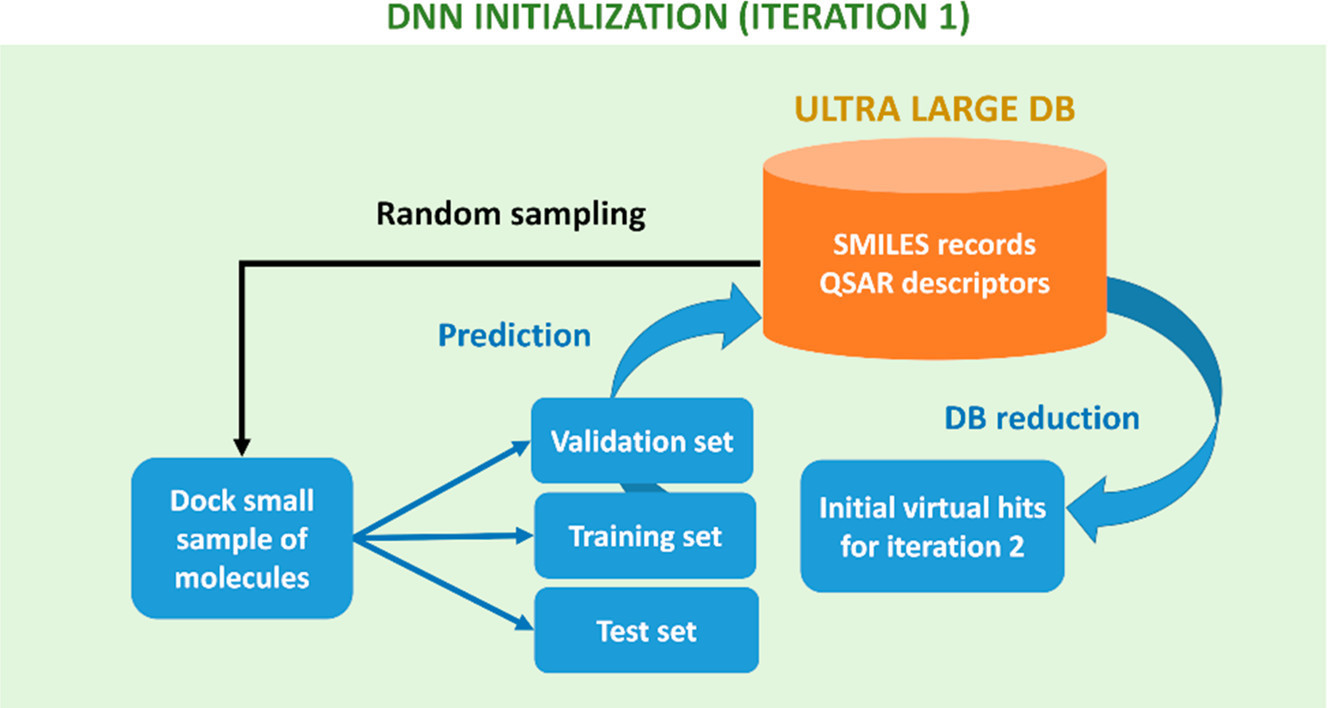 DNN INITIALIZATION (ITERATION 1)
ULTRA LARGE DB
Random sampling
SMILES records
QSAR descriptors
Prediction
DB reduction
Validation set
Dock small
sample of
molecules
Training set
Initial virtual hits
for iteration 2
Test set